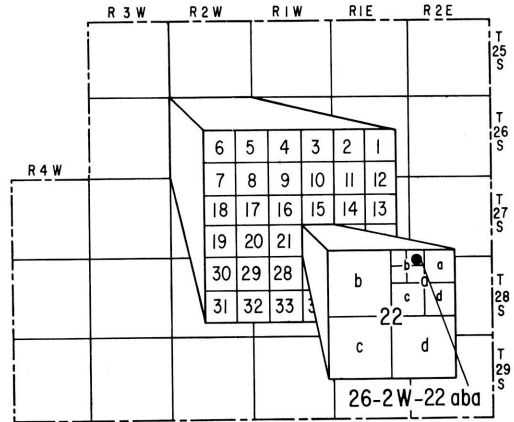 R 3 W R 2 W R 1 W R 1 E R 2 E
T 25 S
T 26 S
6 5 4 3 2 1
R 4 W
7 8 9 10 11 12
T 27 S
18 17 16 15 14 13
19 20 21
b b a
a
30 29 28
T 28 S
c d
31 32 33 3
22
c d
T 29 S
26-2 W-22 aba